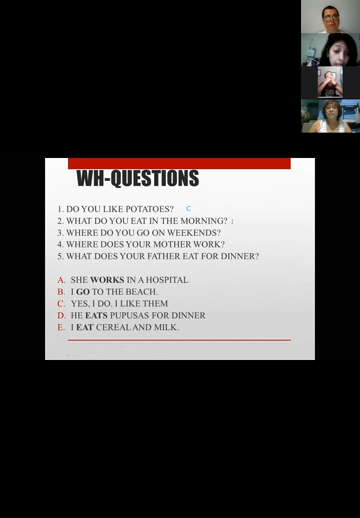 WH-QUESTIONS
1. DO YOU LIKE POTATOES? C
2. WHAT DO YOU EAT IN THE MORNING? :
3. WHERE DO YOU GO ON WEEKENDS?
4. WHERE DOES YOUR MOTHER WORK?
5. WHAT DOES YOUR FATHER EAT FOR DINNER?
A. SHE WORKS IN A HOSPITAL
B. I GO TO THE BEACH.
C. YES, I DO. I LIKE THEM
D. HE EATS PUPUSAS FOR DINNER
E. I EAT CEREAL AND MILK.